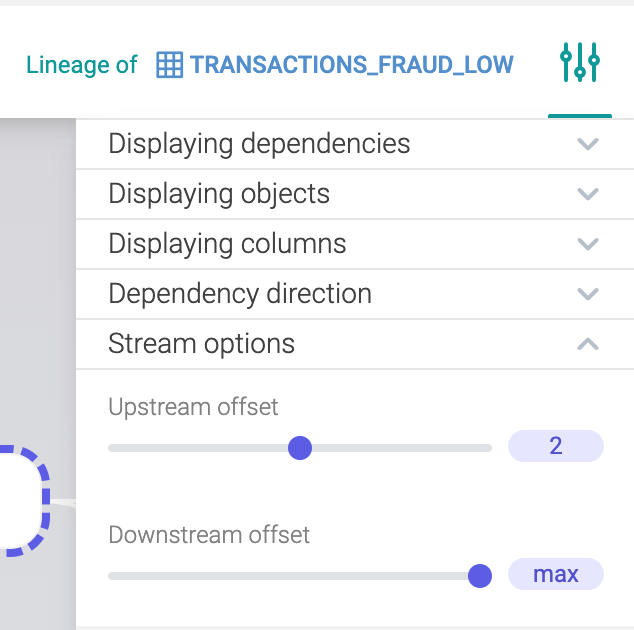 Lineage of TRANSACTIONS_FRAUD_LOW
Displaying dependencies
Displaying objects
Displaying columns
Dependency direction
Stream options
Upstream offset
2
Downstream offset
max